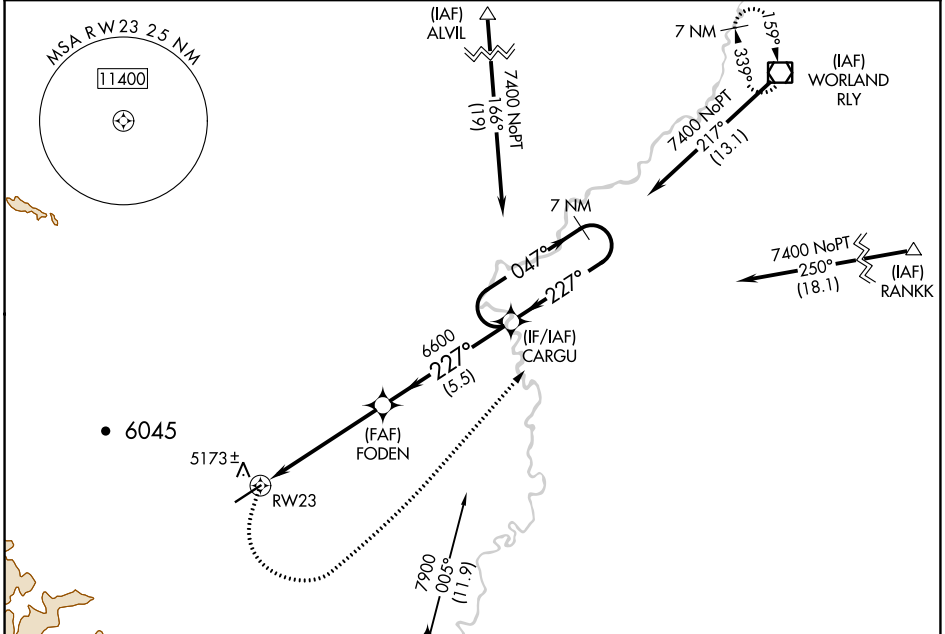 MSA RW23 25 NM
11400
(IAF)
ALVIL
7400 NoPT
166°
(19)
7 NM
159°
339°
(IAF)
WORLAND
RLY
7400 NoPT
217°
(13.1)
7 NM
047°
227°
7400 NoPT
250°
(18.1)
(IAF)
RANKK
(IF/IAF)
CARGU
6600
227°
(5.5)
(FAF)
FODEN
6045
5173±
RW23
7900
005°
(11.9)